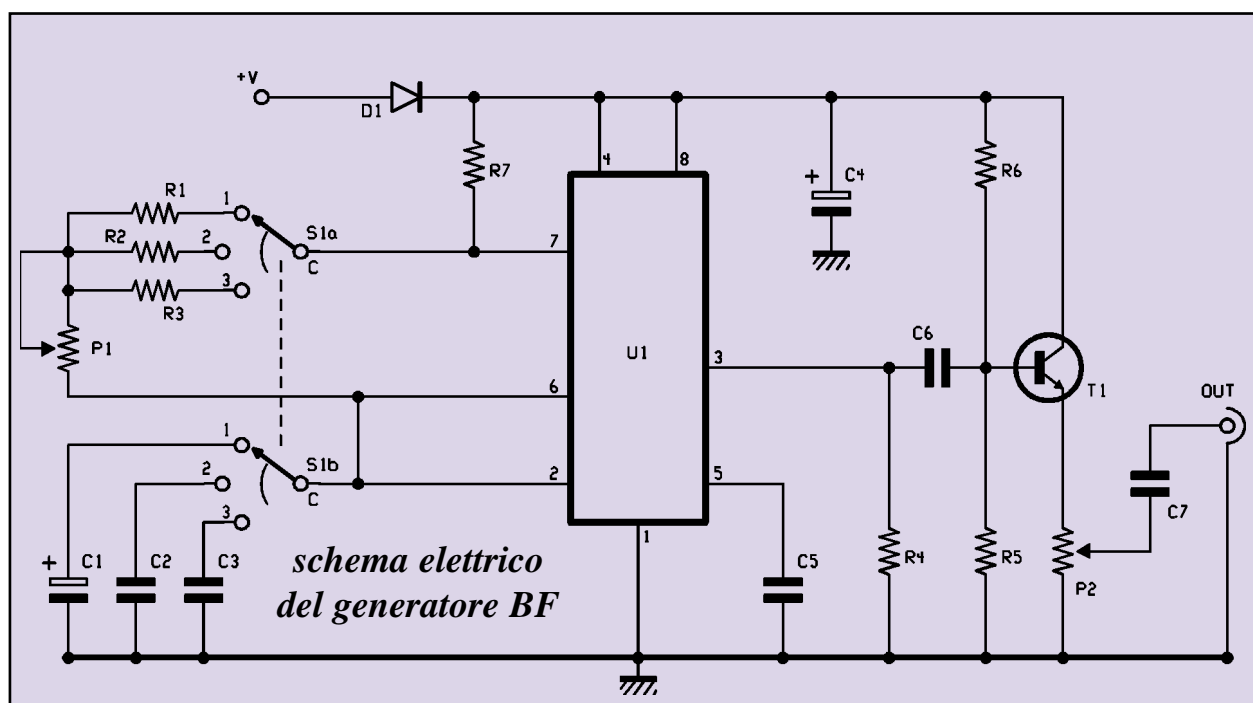 +V
D1
R7
4
8
C4
+
R6
R1
1
R2
2
S1a
C
3
R3
7
P1
U1
C6
3
T1
OUT
6
1
S1b
2
C
3
2
5
C7
1
+
C1
C2
C3
schema elettrico
del generatore BF
C5
R4
R5
P2